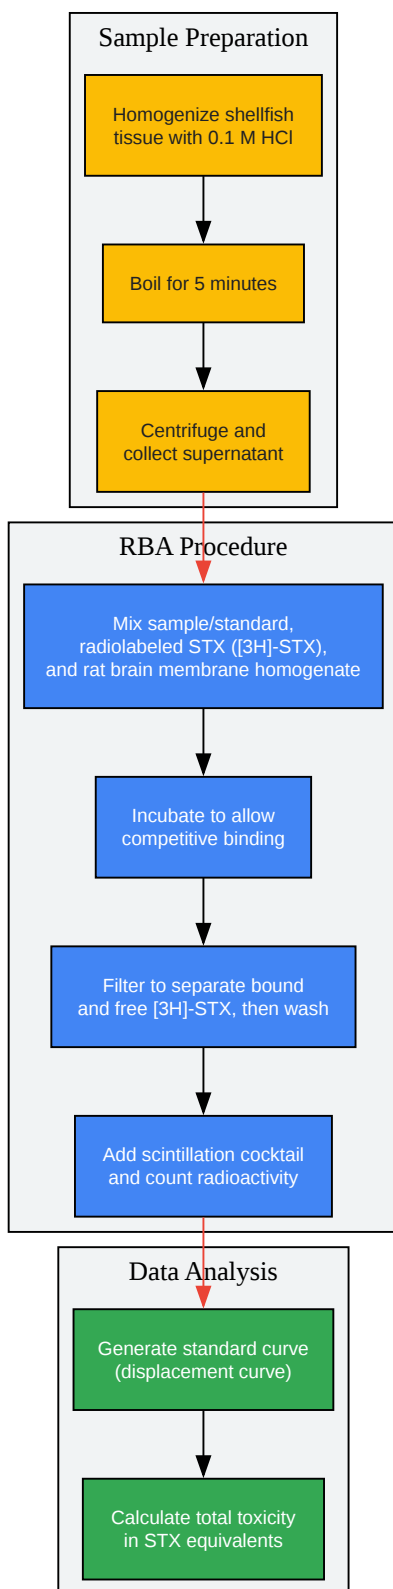 Sample Preparation
Homogenize shellfish
tissue with 0.1 M HCl
Boil for 5 minutes
Centrifuge and
collect supernatant
RBA Procedure
Mix sample/standard,
radiolabeled STX ([3H]-STX),
and rat brain membrane homogenate
Incubate to allow
competitive binding
Filter to separate bound
and free [3H]-STX, then wash
Add scintillation cocktail
and count radioactivity
Data Analysis
Generate standard curve
(displacement curve)
Calculate total toxicity
in STX equivalents